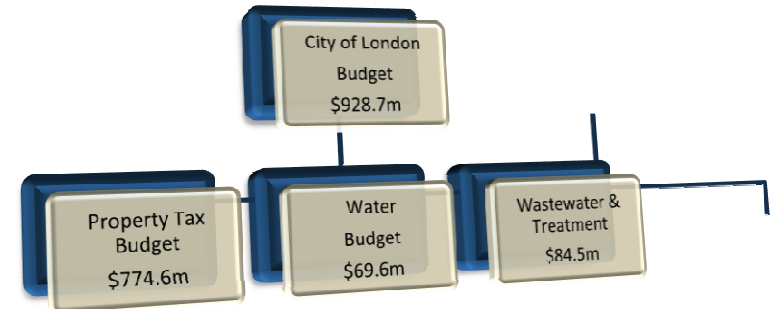 City of London
Budget
$928.7m
Property Tax
Budget
$774.6m
Water
Budget
$69.6m
Wastewater &
Treatment
$84.5m